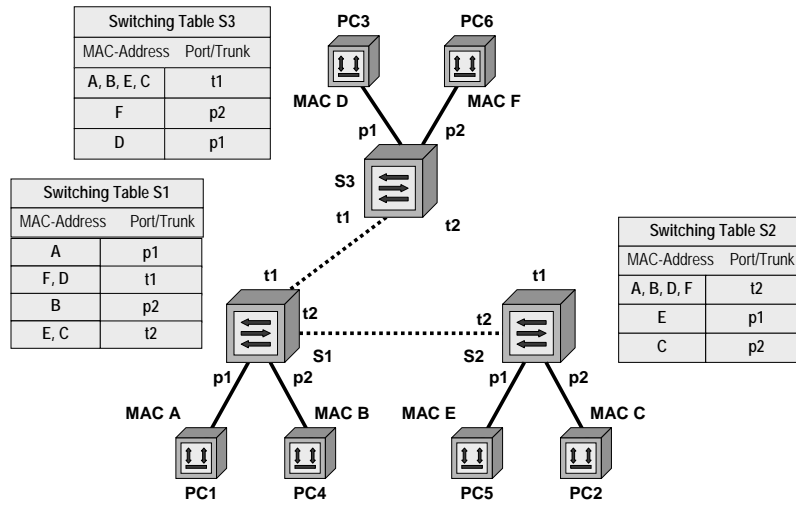 Switching Table S3
MAC-Address Port/Trunk
A, B, E, C t1
F p2
D p1
PC3 PC6
MAC D MAC F
p1 p2
S3
t1 t2
Switching Table S1
MAC-Address Port/Trunk
A p1
F, D t1
B p2
E, C t2
Switching Table S2
MAC-Address Port/Trunk
A, B, D, F t2
E p1
C p2
t1 t1
t2 t2
S1 S2
p1 p2 p1 p2
MAC A MAC B MAC E MAC C
PC1 PC4 PC5 PC2